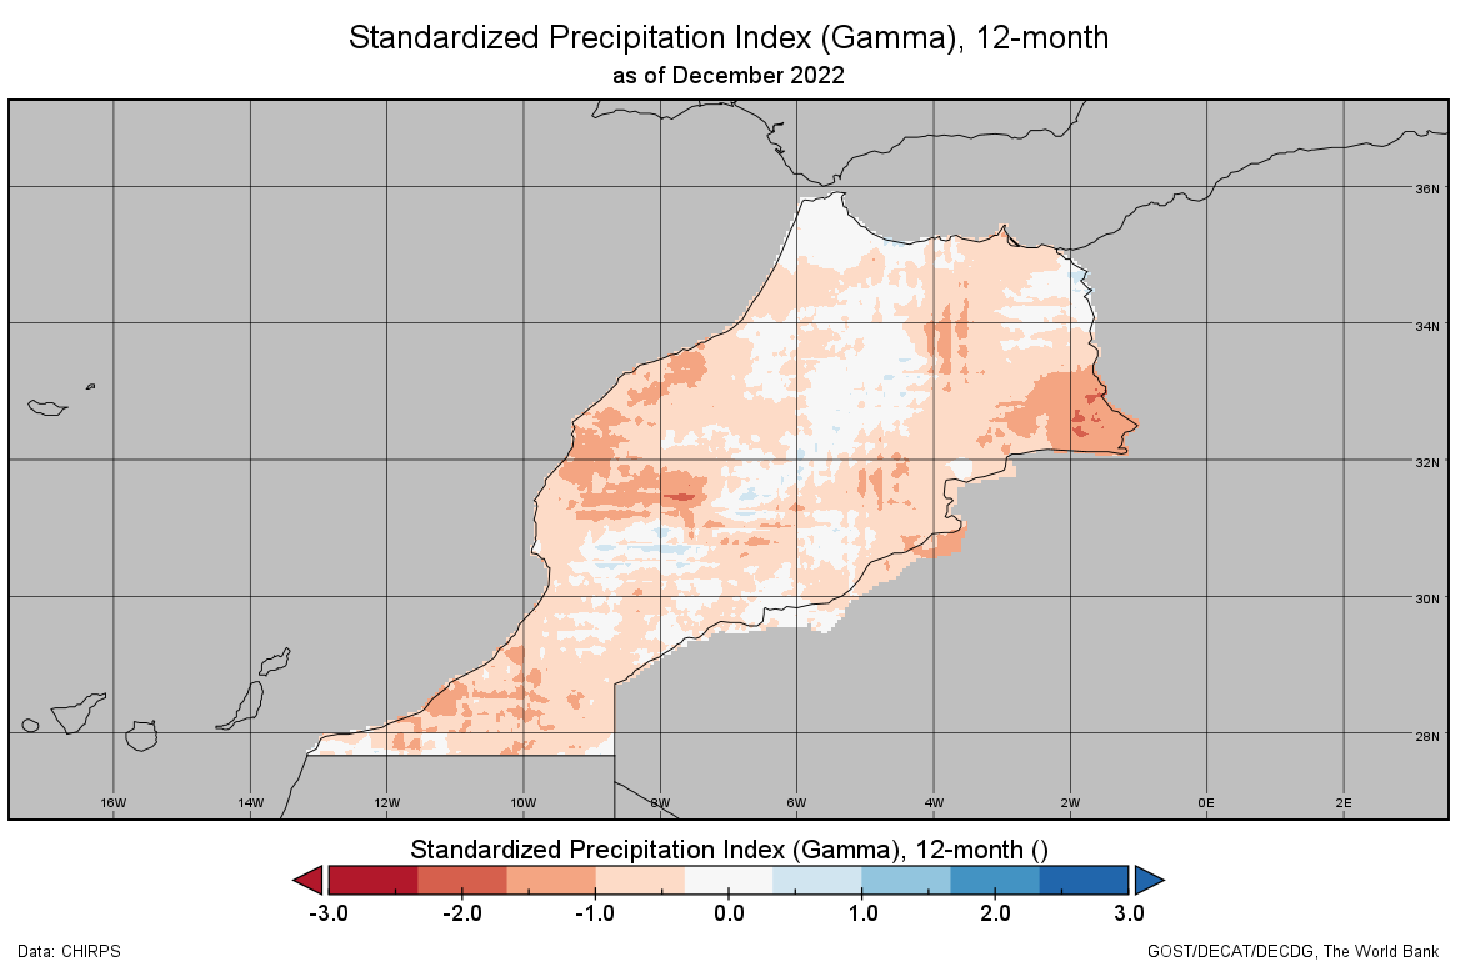 Standardized Precipitation Index (Gamma), 12-month
as of December 2022
36N
34N
32N
30N
28N
16W 14W 12W 10W 8W 6W 4W 2W 0E 2E
Standardized Precipitation Index (Gamma), 12-month ()
-3.0 -2.0 -1.0 0.0 1.0 2.0 3.0
Data: CHIRPS GOST/DECAT/DECDG, The World Bank